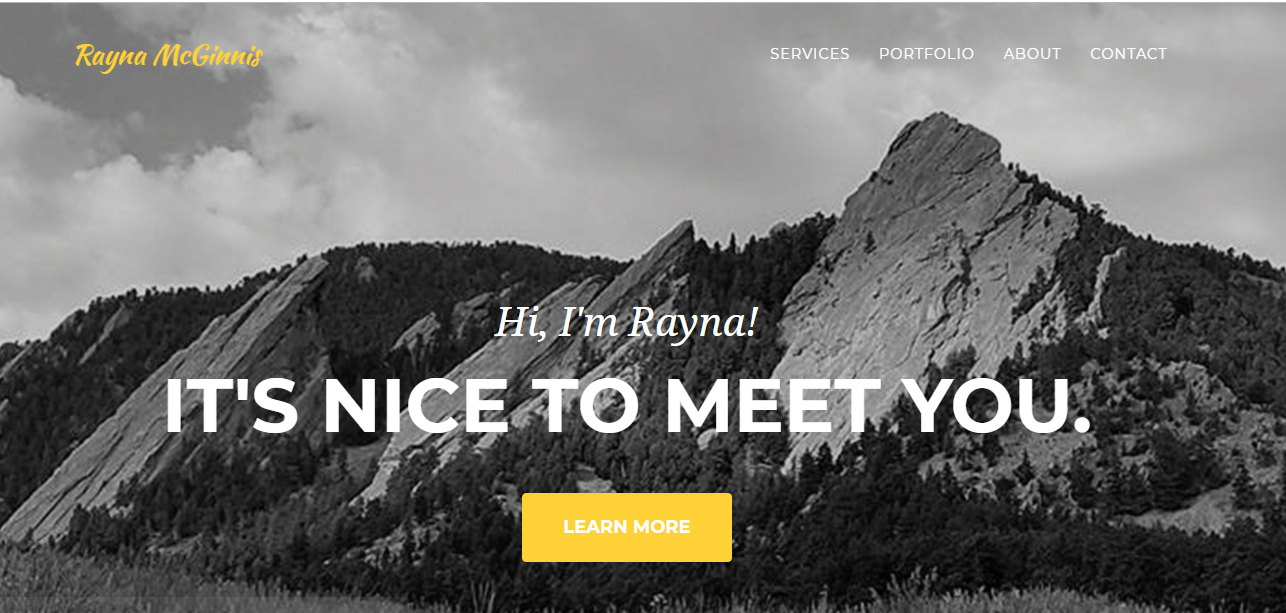 Rayna McGinnis
SERVICES PORTFOLIO ABOUT CONTACT
Hi, I'm Rayna!
IT'S NICE TO MEET YOU.
LEARN MORE